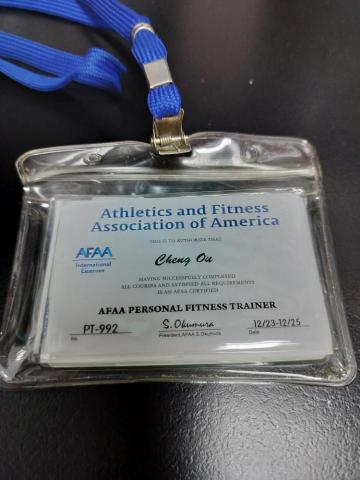 Athletics and Fitness
Association of America
THIS IS TO AUTHORIZE THAT
AFAA
International
Licensee
Cheng Ou
HAVING SUCCESSFULLY COMPLETED
ALL COURSES AND SATISFIED ALL REQUIREMENTS
IS AN AFAA CERTIFIED
AFAA PERSONAL FITNESS TRAINER
PT-992 S. Okumura 12/23-12/25
No. President, AFAA S. Okumura Date